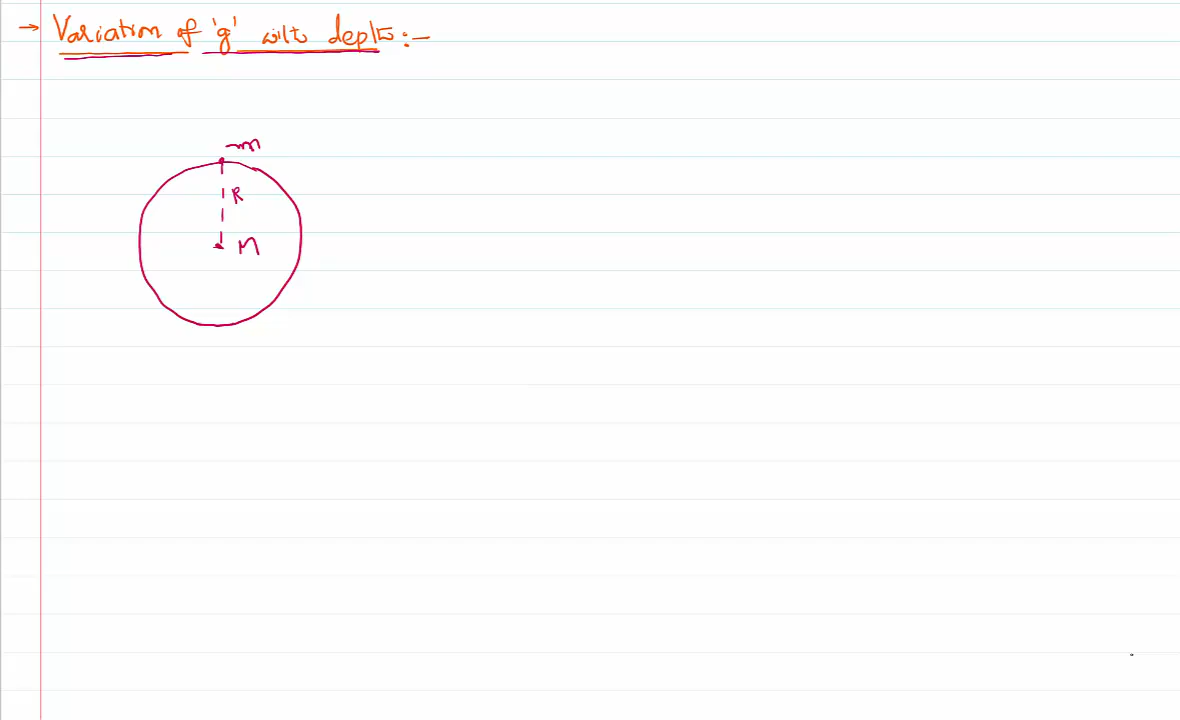 → Variation of 'g' with depth :-
m
R
M